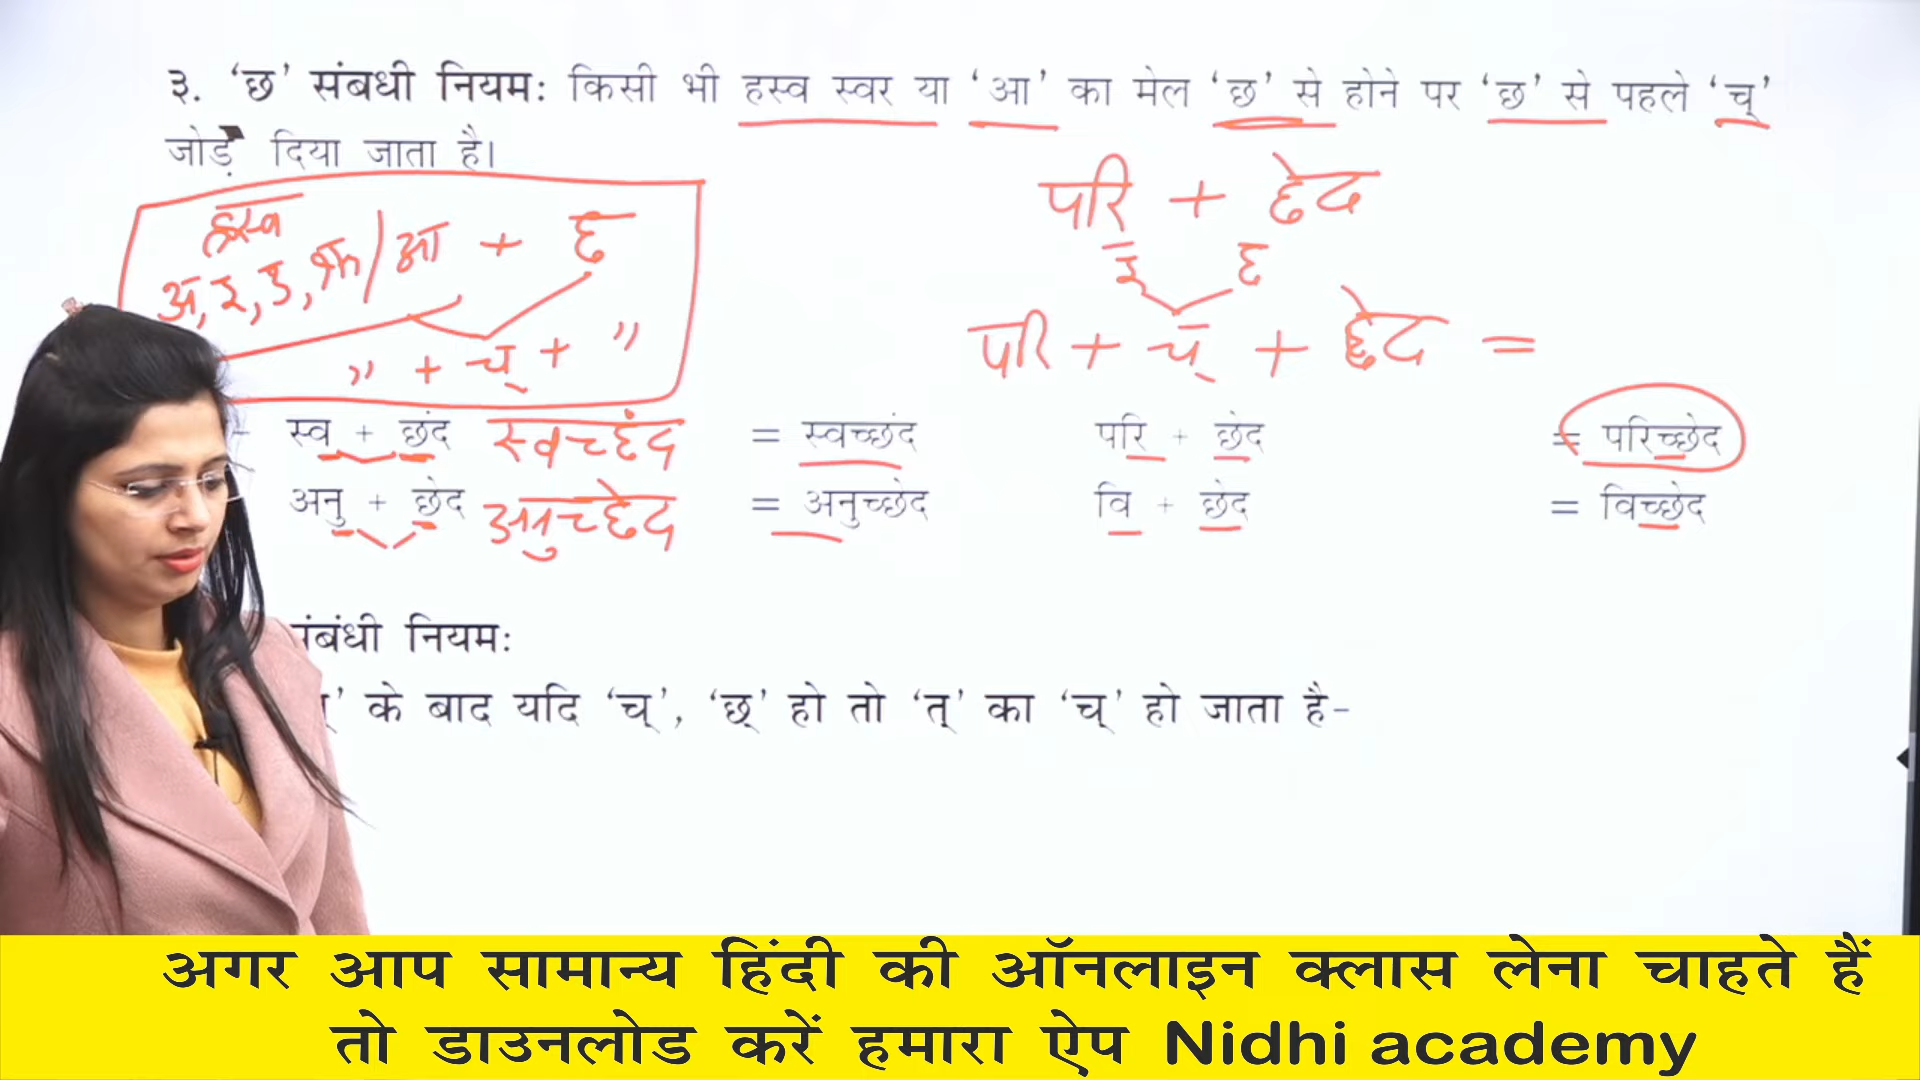 ३. ‘छ’ संबधी नियमः किसी भी हस्व स्वर या ‘आ’ का मेल ‘छ’ से होने पर ‘छ’ से पहले ‘च्’
जोड़ दिया जाता है।
ह्रस्व
अ, इ, उ, ऋ / आ + छ
" + च् + "
परि + छेद
इ छ
परि + च् + छेद =
स्व + छंद स्वच्छंद = स्वच्छंद परि + छेद = परिच्छेद
अनु + छेद अनुच्छेद = अनुच्छेद वि + छेद = विच्छेद
संबंधी नियमः
’ के बाद यदि ‘च्’, ‘छ्’ हो तो ‘त्’ का ‘च्’ हो जाता है-
अगर आप सामान्य हिंदी की ऑनलाइन क्लास लेना चाहते हैं
तो डाउनलोड करें हमारा ऐप Nidhi academy